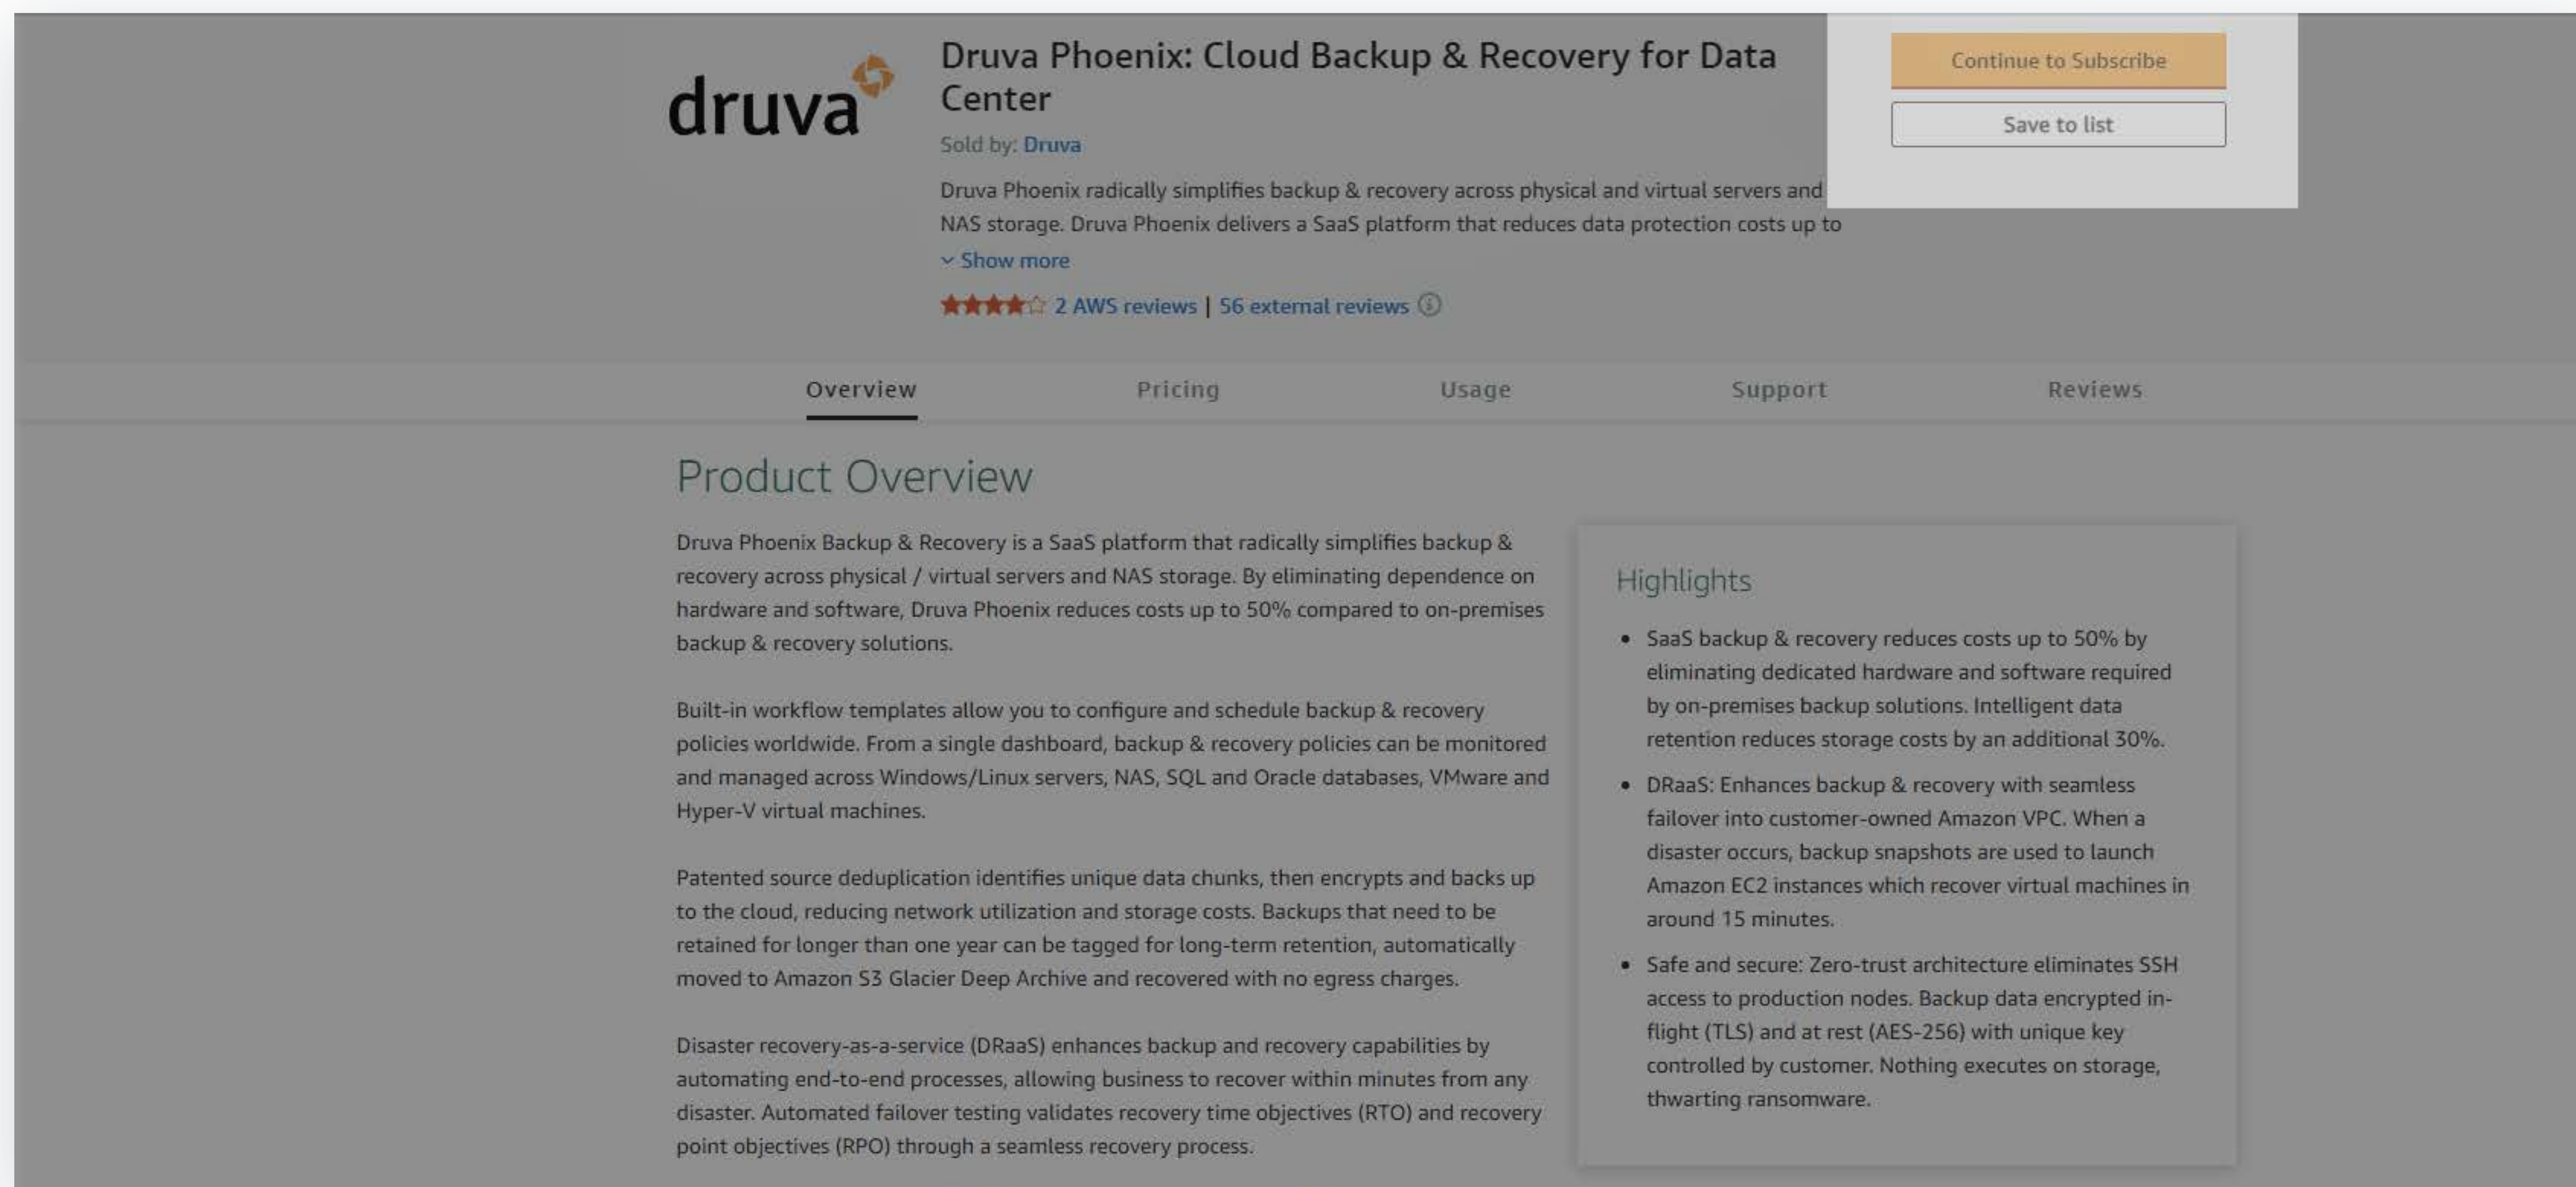 druva
Druva Phoenix: Cloud Backup & Recovery for Data
Center
Sold by: Druva
Druva Phoenix radically simplifies backup & recovery across physical and virtual servers and
NAS storage. Druva Phoenix delivers a SaaS platform that reduces data protection costs up to
Show more
2 AWS reviews | 56 external reviews
Continue to Subscribe
Save to list
Overview
Pricing
Usage
Support
Reviews
Product Overview
Druva Phoenix Backup & Recovery is a SaaS platform that radically simplifies backup &
recovery across physical / virtual servers and NAS storage. By eliminating dependence on
hardware and software, Druva Phoenix reduces costs up to 50% compared to on-premises
backup & recovery solutions.
Built-in workflow templates allow you to configure and schedule backup & recovery
policies worldwide. From a single dashboard, backup & recovery policies can be monitored
and managed across Windows/Linux servers, NAS, SQL and Oracle databases, VMware and
Hyper-V virtual machines.
Patented source deduplication identifies unique data chunks, then encrypts and backs up
to the cloud, reducing network utilization and storage costs. Backups that need to be
retained for longer than one year can be tagged for long-term retention, automatically
moved to Amazon S3 Glacier Deep Archive and recovered with no egress charges.
Disaster recovery-as-a-service (DRaaS) enhances backup and recovery capabilities by
automating end-to-end processes, allowing business to recover within minutes from any
disaster. Automated failover testing validates recovery time objectives (RTO) and recovery
point objectives (RPO) through a seamless recovery process.
Highlights
• SaaS backup & recovery reduces costs up to 50% by
eliminating dedicated hardware and software required
by on-premises backup solutions. Intelligent data
retention reduces storage costs by an additional 30%.
• DRaaS: Enhances backup & recovery with seamless
failover into customer-owned Amazon VPC. When a
disaster occurs, backup snapshots are used to launch
Amazon EC2 instances which recover virtual machines in
around 15 minutes.
• Safe and secure: Zero-trust architecture eliminates SSH
access to production nodes. Backup data encrypted in-
flight (TLS) and at rest (AES-256) with unique key
controlled by customer. Nothing executes on storage,
thwarting ransomware.